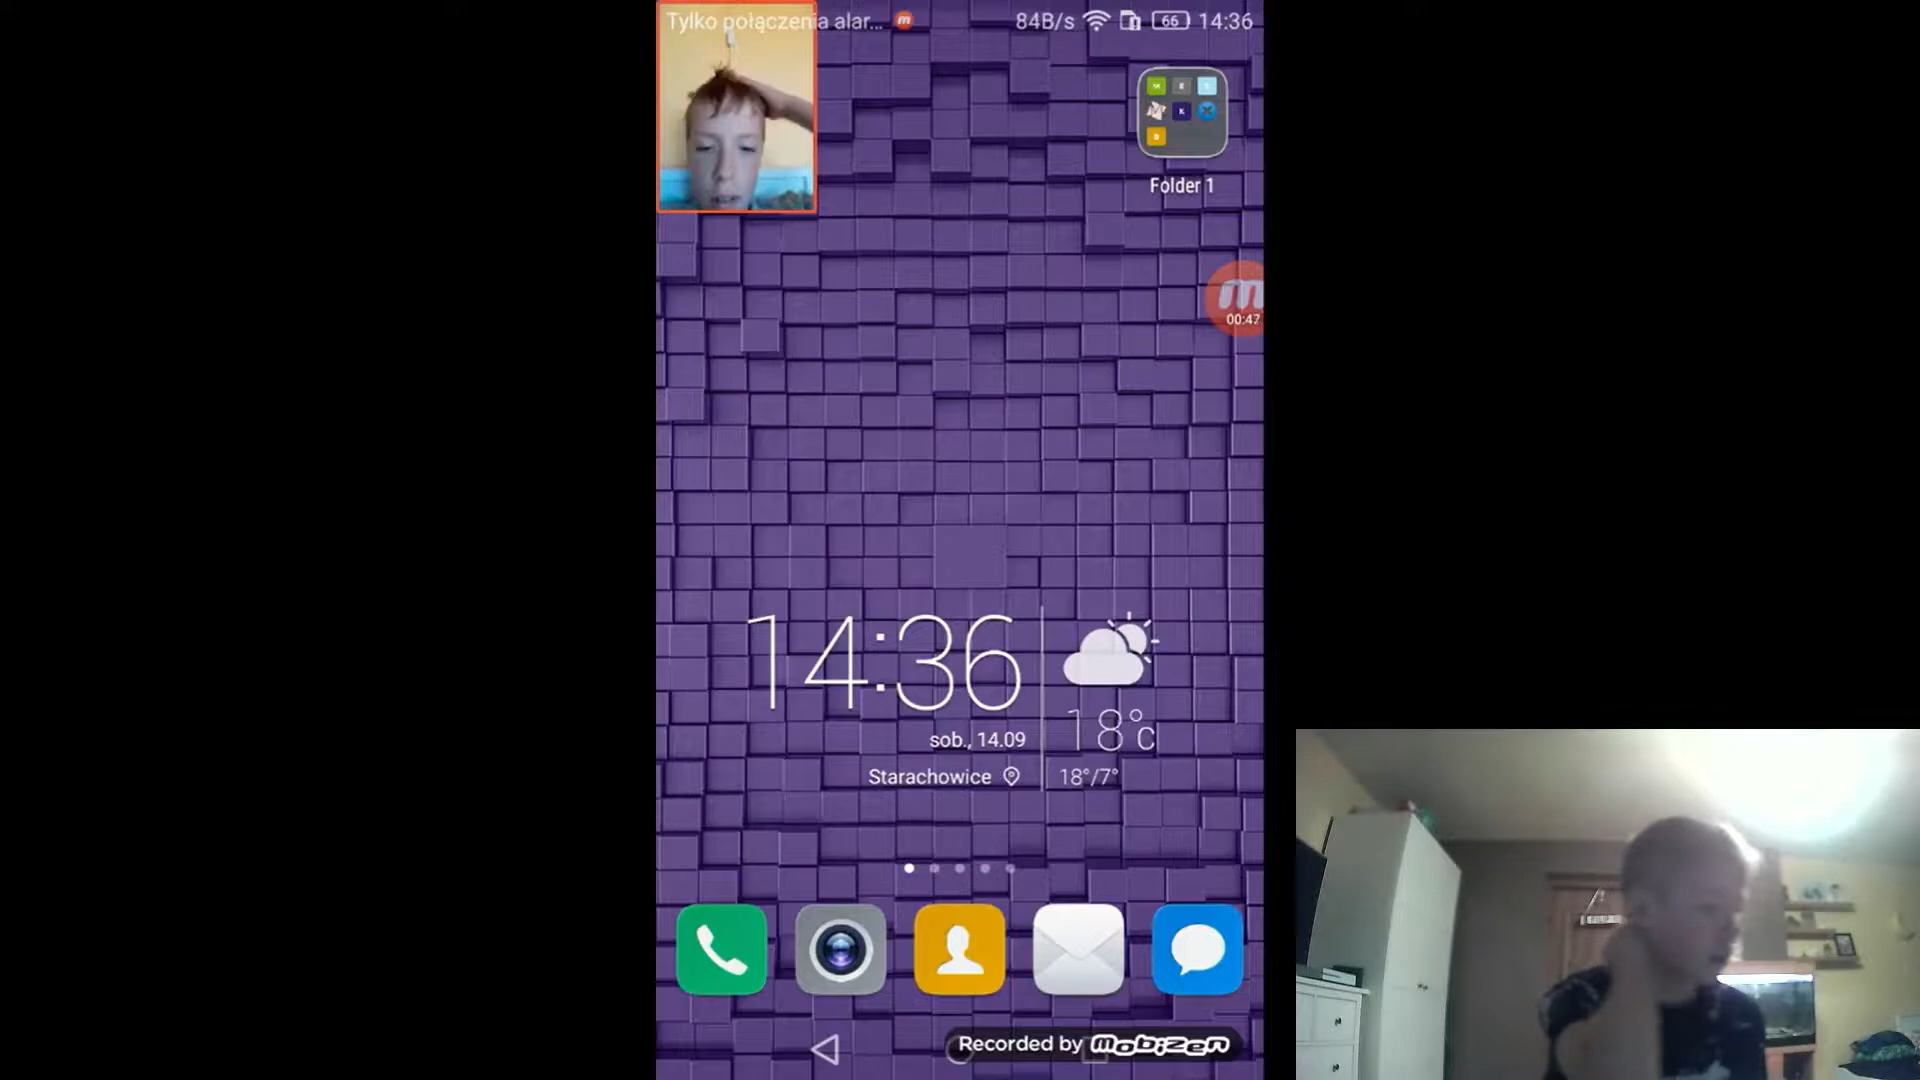 Tylko połączenia alar...
84B/s
66
14:36
M
E
K
Folder 1
m
00:47
14:36
18°C
sob., 14.09
Starachowice
18°/7°
Recorded by mobizen